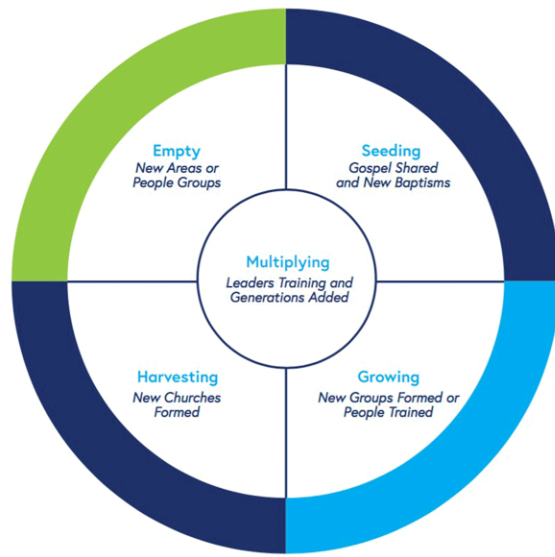 Empty
New Areas or
People Groups
Seeding
Gospel Shared
and New Baptisms
Multiplying
Leaders Training and
Generations Added
Harvesting
New Churches
Formed
Growing
New Groups Formed or
People Trained